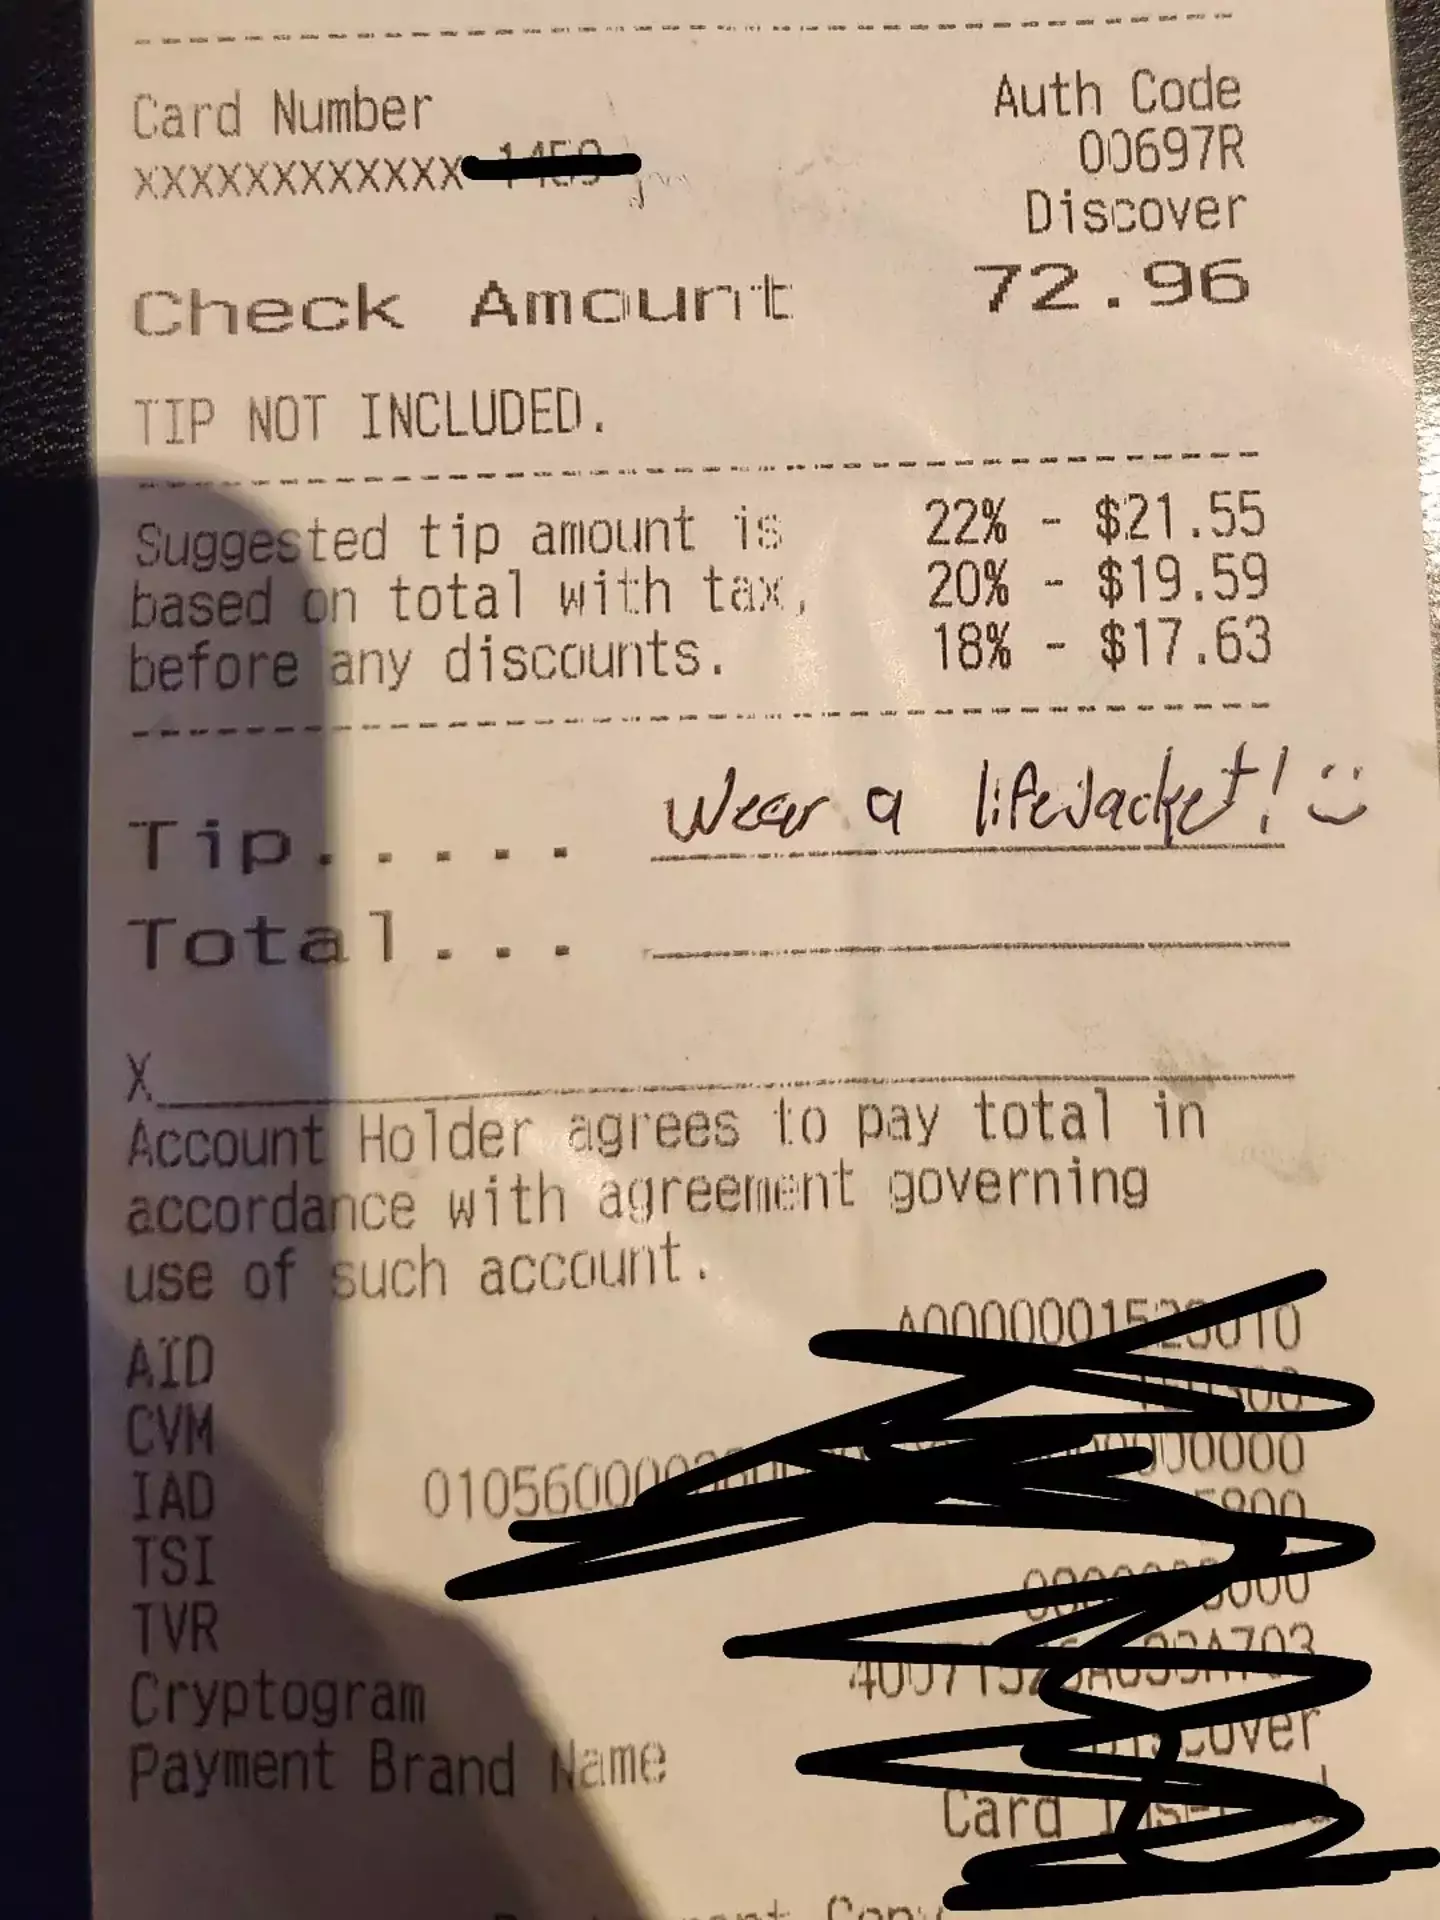 Card Number Auth Code
XXXXXXXXXXXX 00697R
Discover
Check Amount 72.96
TIP NOT INCLUDED.
Suggested tip amount is 22% - $21.55
based on total with tax, 20% - $19.59
before any discounts. 18% - $17.63
Tip..... Wear a lifeJacket! :)
Total...
X
Account Holder agrees to pay total in
accordance with agreement governing
use of such account.
AID
CVM
IAD
TSI
TVR
Cryptogram
Payment Brand Name
Card
Copy